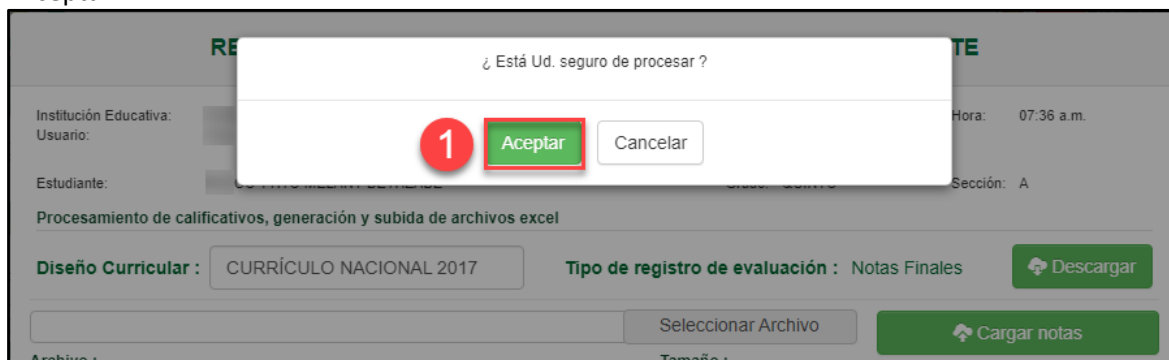 RE
TE
¿ Está Ud. seguro de procesar ?
Institución Educativa:
Hora: 07:36 a.m.
Usuario:
1 Aceptar Cancelar
Estudiante:
Sección: A
Procesamiento de calificativos, generación y subida de archivos excel
Diseño Curricular : CURRÍCULO NACIONAL 2017 Tipo de registro de evaluación : Notas Finales Descargar
Seleccionar Archivo Cargar notas